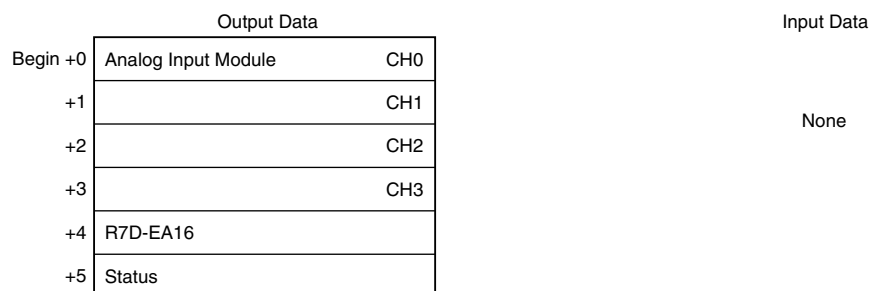 Output Data Input Data
Begin +0 Analog Input Module CH0
+1 CH1
None
+2 CH2
+3 CH3
+4 R7D-EA16
+5 Status